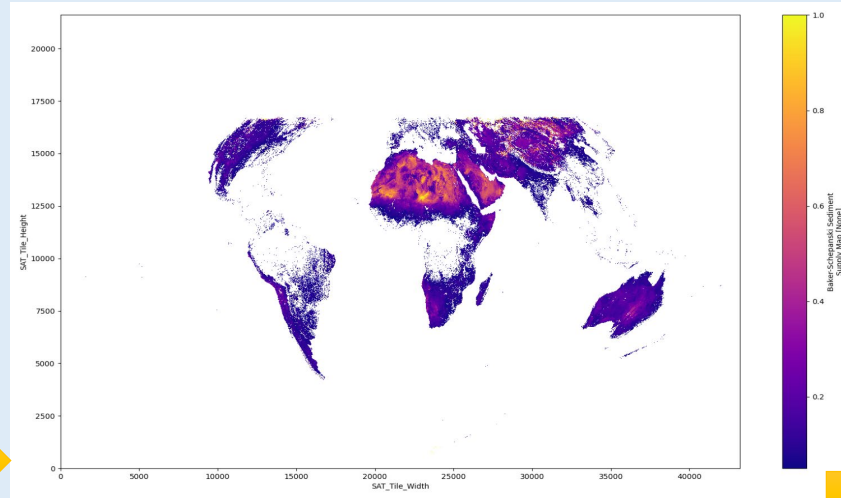 20000
17500
15000
12500
10000
7500
5000
2500
0
SAT_Tile_Height
0 5000 10000 15000 20000 25000 30000 35000 40000
SAT_Tile_Width
1.0
0.8
0.6
0.4
0.2
Baker-Schepanski Sediment
Supply Map [None]